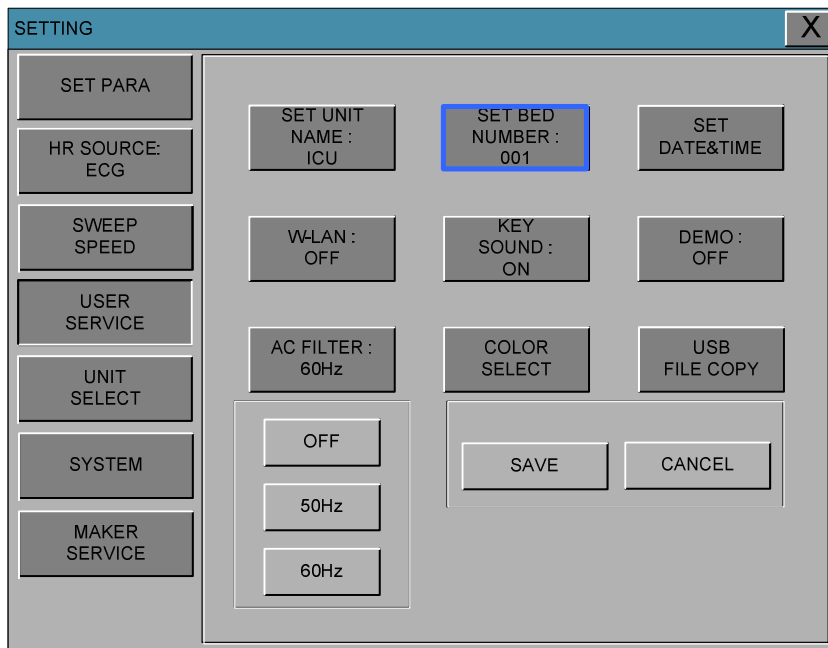 SETTING
X
SET PARA
HR SOURCE:
ECG
SWEEP
SPEED
USER
SERVICE
UNIT
SELECT
SYSTEM
MAKER
SERVICE
SET UNIT
NAME :
ICU
SET BED
NUMBER :
001
SET
DATE&TIME
W-LAN :
OFF
KEY
SOUND :
ON
DEMO :
OFF
AC FILTER :
60Hz
COLOR
SELECT
USB
FILE COPY
OFF
50Hz
60Hz
SAVE
CANCEL